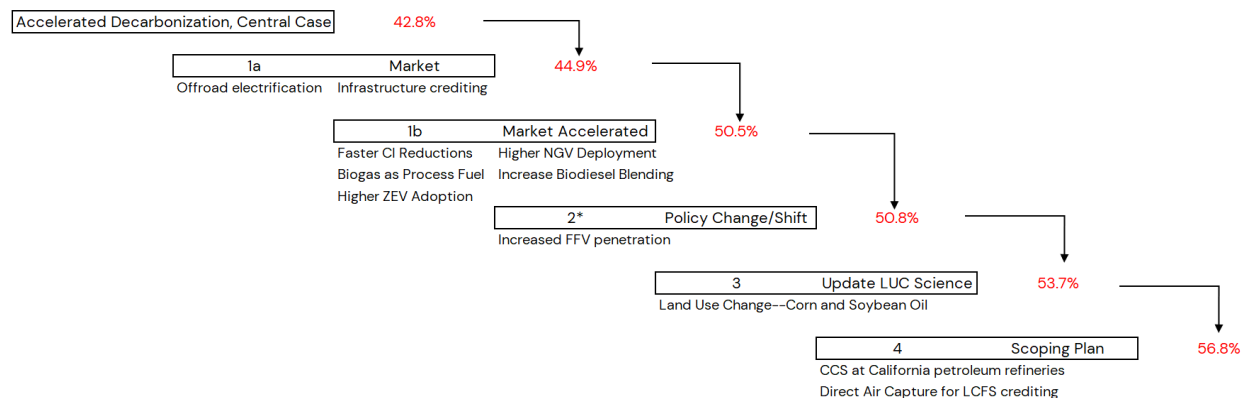 Accelerated Decarbonization, Central Case 42.8%
1a Market 44.9%
Offroad electrification Infrastructure crediting
1b Market Accelerated 50.5%
Faster CI Reductions Higher NGV Deployment
Biogas as Process Fuel Increase Biodiesel Blending
Higher ZEV Adoption
2* Policy Change/Shift 50.8%
Increased FFV penetration
3 Update LUC Science 53.7%
Land Use Change--Corn and Soybean Oil
4 Scoping Plan 56.8%
CCS at California petroleum refineries
Direct Air Capture for LCFS crediting